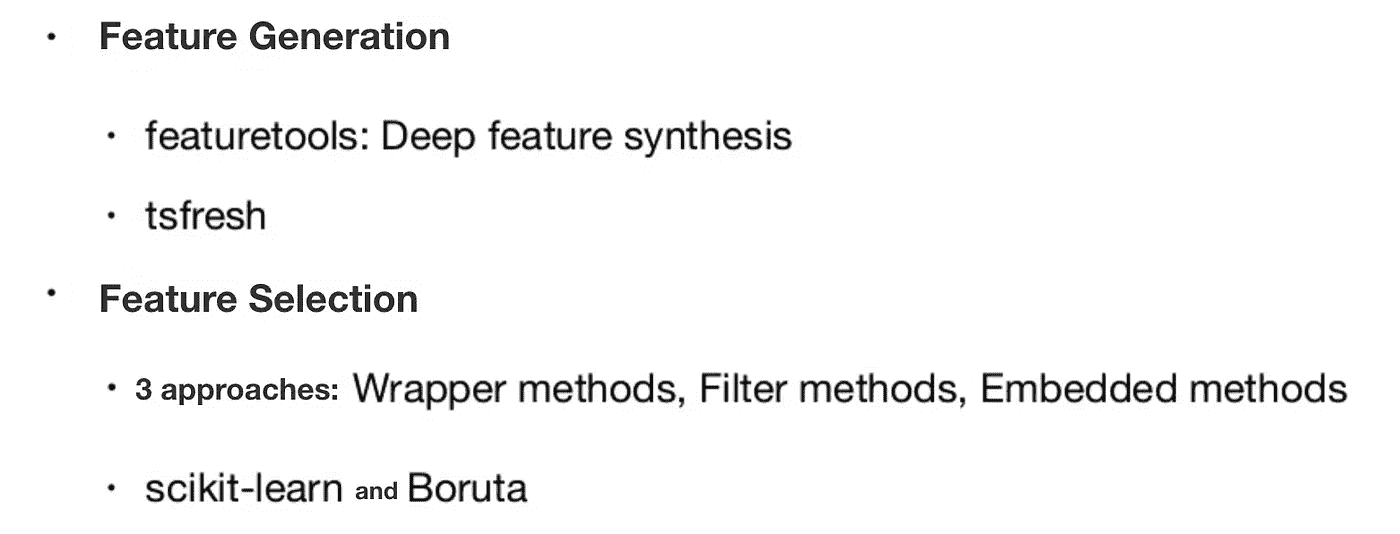 • Feature Generation
• featuretools: Deep feature synthesis
• tsfresh
• Feature Selection
• 3 approaches: Wrapper methods, Filter methods, Embedded methods
• scikit-learn and Boruta